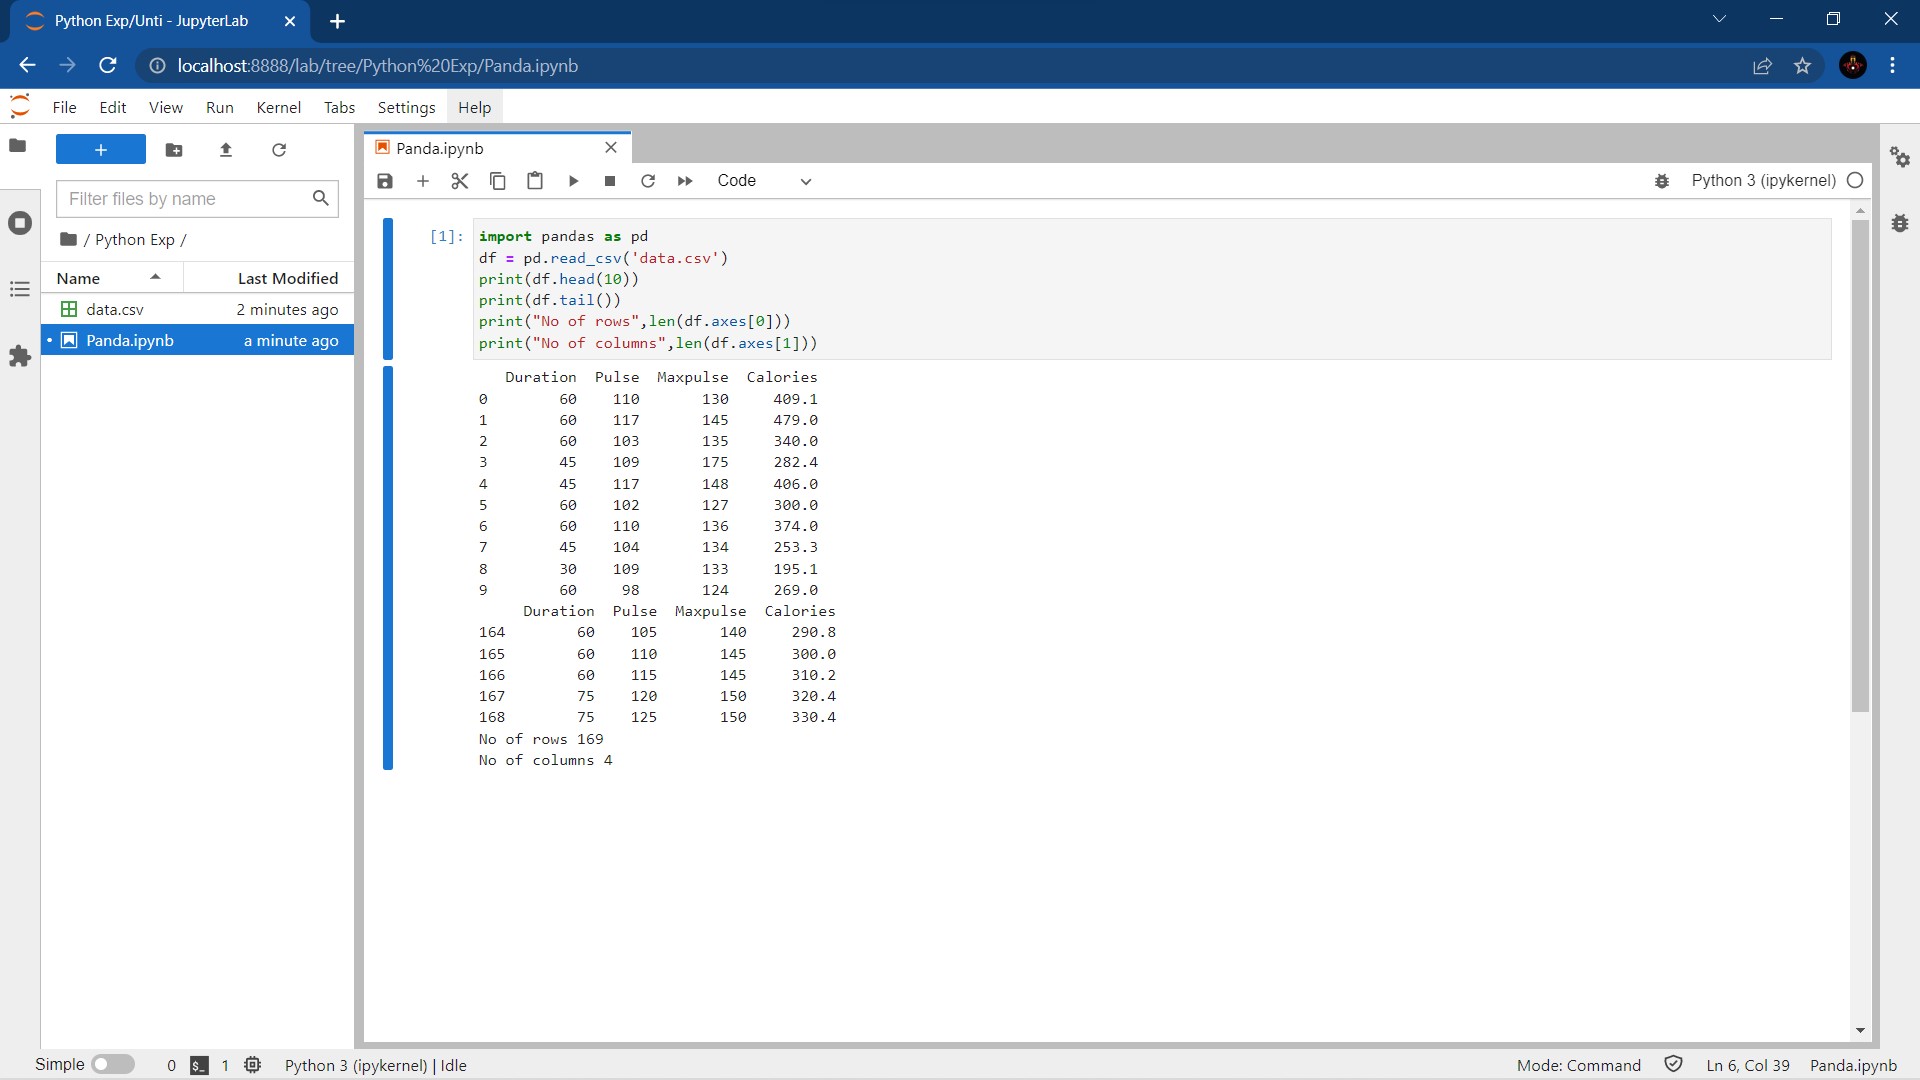 Python Exp/Unti - JupyterLab
localhost:8888/lab/tree/Python%20Exp/Panda.ipynb
File Edit View Run Kernel Tabs Settings Help
+
Filter files by name
/ Python Exp /
Name Last Modified
data.csv 2 minutes ago
Panda.ipynb a minute ago
Panda.ipynb
Code Python 3 (ipykernel)
[1]: import pandas as pd
df = pd.read_csv('data.csv')
print(df.head(10))
print(df.tail())
print("No of rows",len(df.axes[0]))
print("No of columns",len(df.axes[1]))
Duration Pulse Maxpulse Calories
0 60 110 130 409.1
1 60 117 145 479.0
2 60 103 135 340.0
3 45 109 175 282.4
4 45 117 148 406.0
5 60 102 127 300.0
6 60 110 136 374.0
7 45 104 134 253.3
8 30 109 133 195.1
9 60 98 124 269.0
Duration Pulse Maxpulse Calories
164 60 105 140 290.8
165 60 110 145 300.0
166 60 115 145 310.2
167 75 120 150 320.4
168 75 125 150 330.4
No of rows 169
No of columns 4
Simple 0 $_ 1 Python 3 (ipykernel) | Idle Mode: Command Ln 6, Col 39 Panda.ipynb